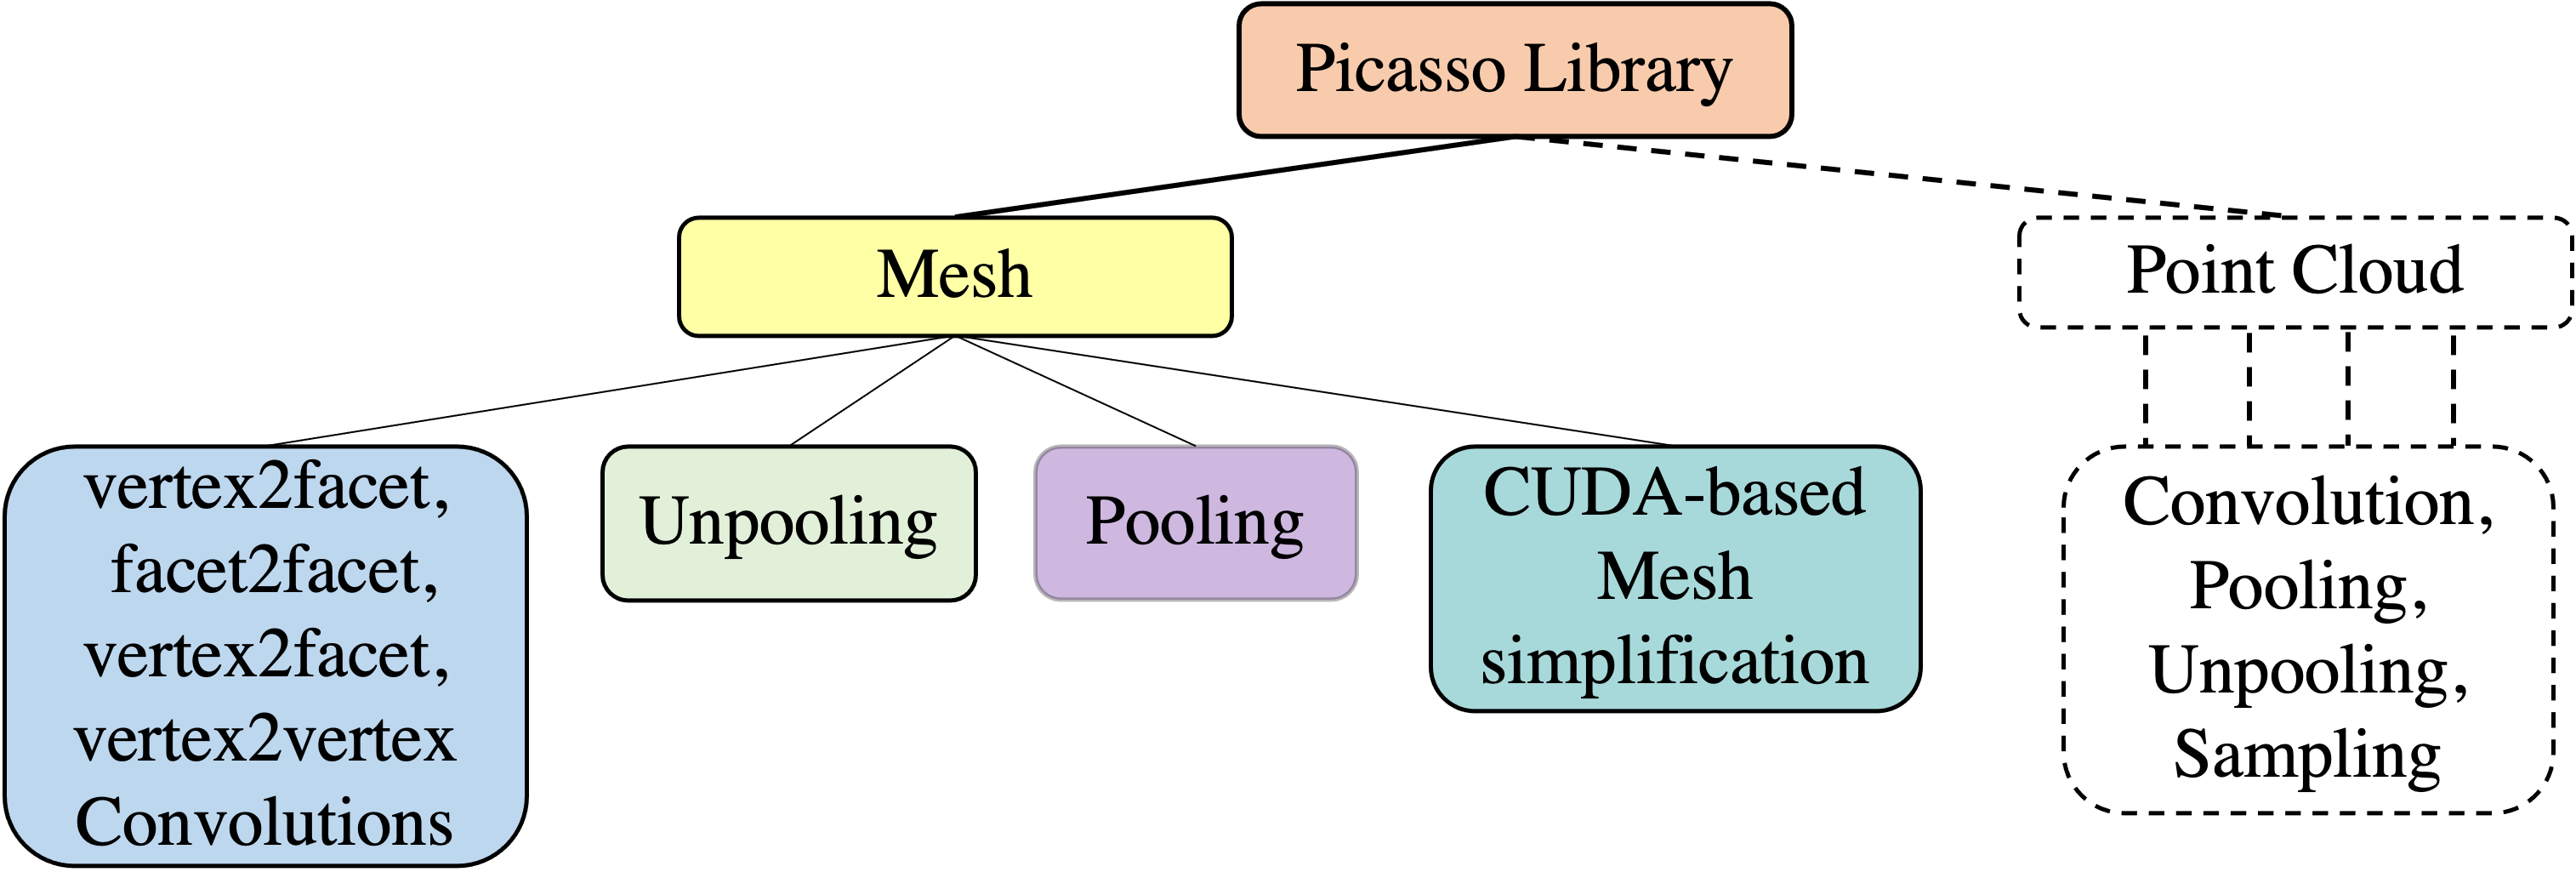 Picasso Library
Mesh
Point Cloud
vertex2facet,
facet2facet,
vertex2facet,
vertex2vertex
Convolutions
Unpooling
Pooling
CUDA-based
Mesh
simplification
Convolution,
Pooling,
Unpooling,
Sampling